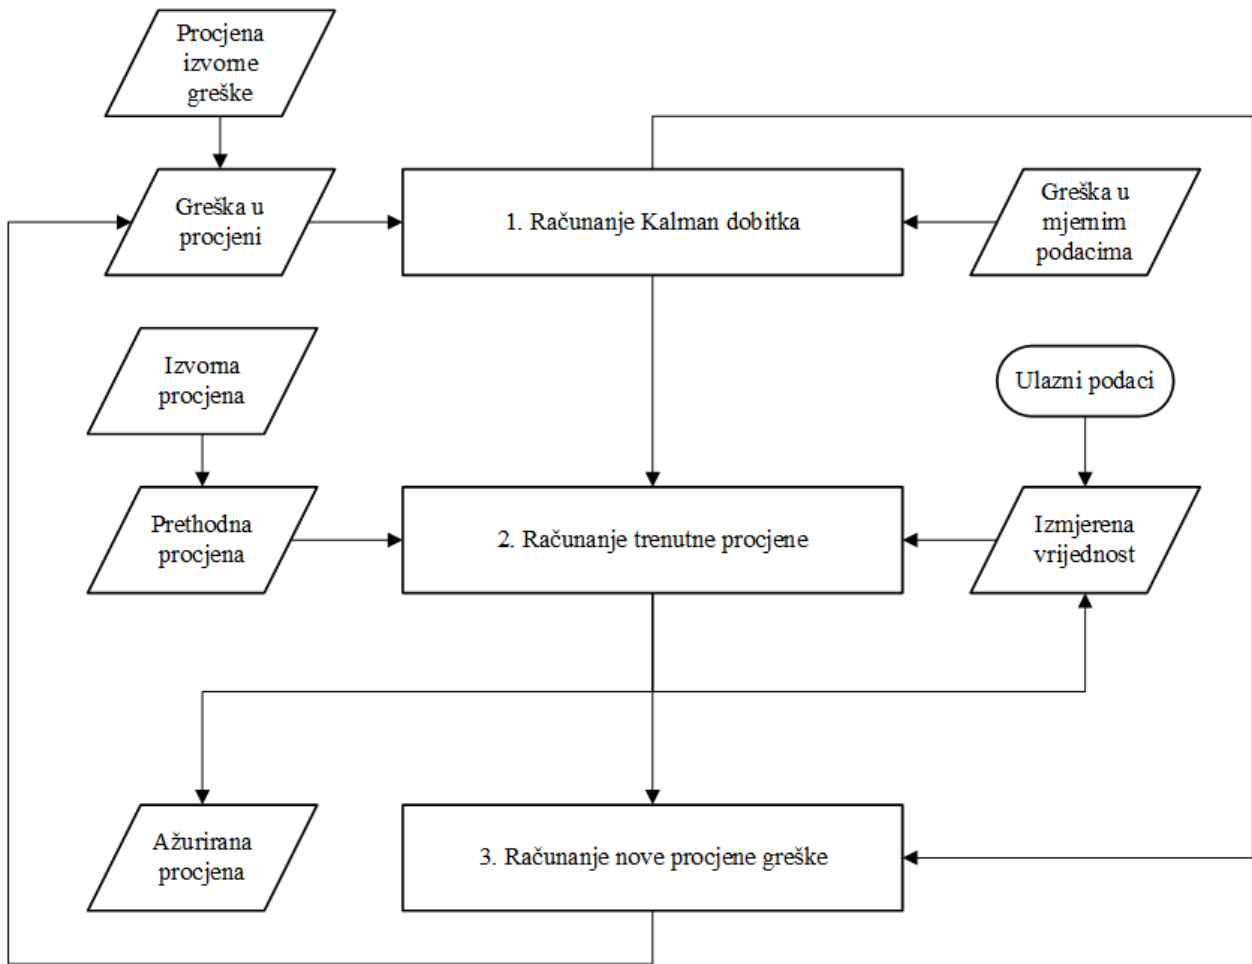 Procjena
izvorne
greške
Greška u
procjeni
1. Računanje Kalman dobitka
Greška u
mjernim
podacima
Izvorna
procjena
Ulazni podaci
Prethodna
procjena
2. Računanje trenutne procjene
Izmjerena
vrijednost
Ažurirana
procjena
3. Računanje nove procjene greške